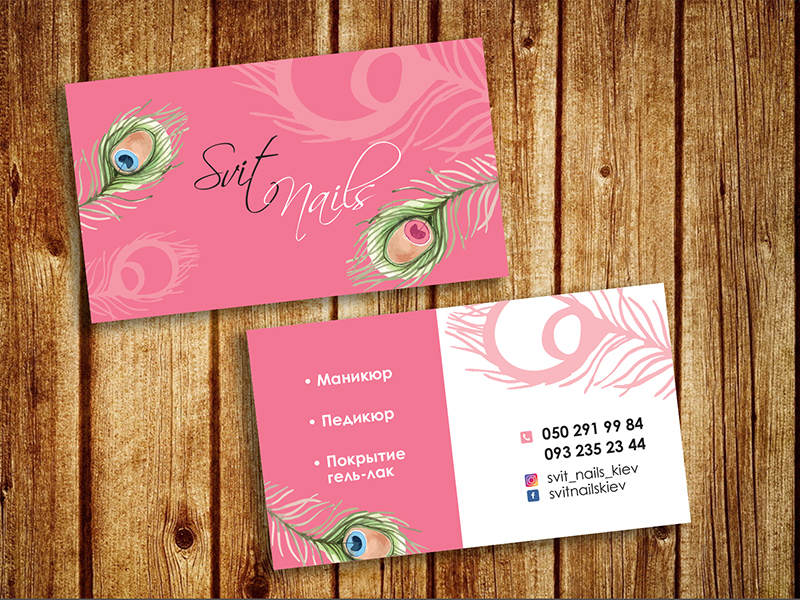 Svit
Nails
• Маникюр
• Педикюр
• Покрытие
гель-лак
050 291 99 84
093 235 23 44
svit_nails_kiev
svitnailskiev